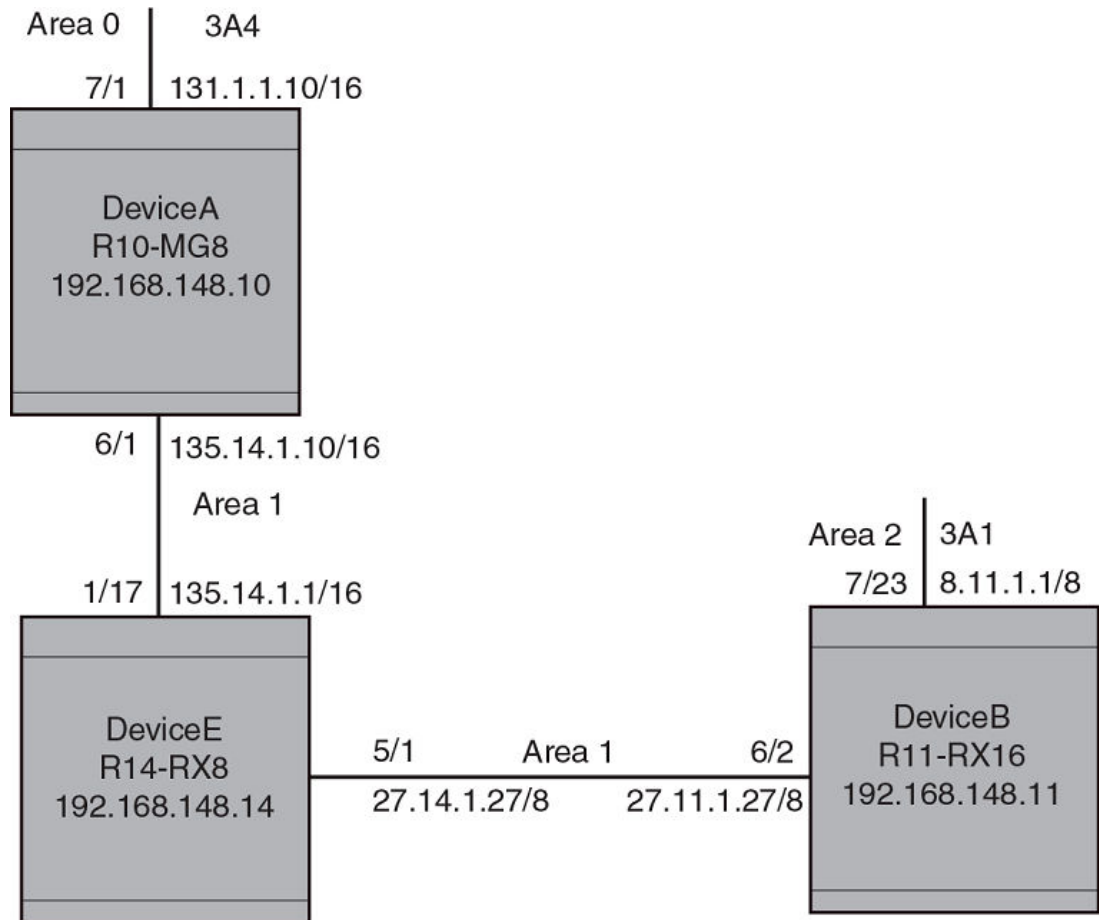 Area 0 3A4
7/1 131.1.1.10/16
DeviceA
R10-MG8
192.168.148.10
6/1 135.14.1.10/16
Area 1
1/17 135.14.1.1/16
DeviceE
R14-RX8
192.168.148.14
5/1 Area 1 6/2
27.14.1.27/8 27.11.1.27/8
Area 2 3A1
7/23 8.11.1.1/8
DeviceB
R11-RX16
192.168.148.11